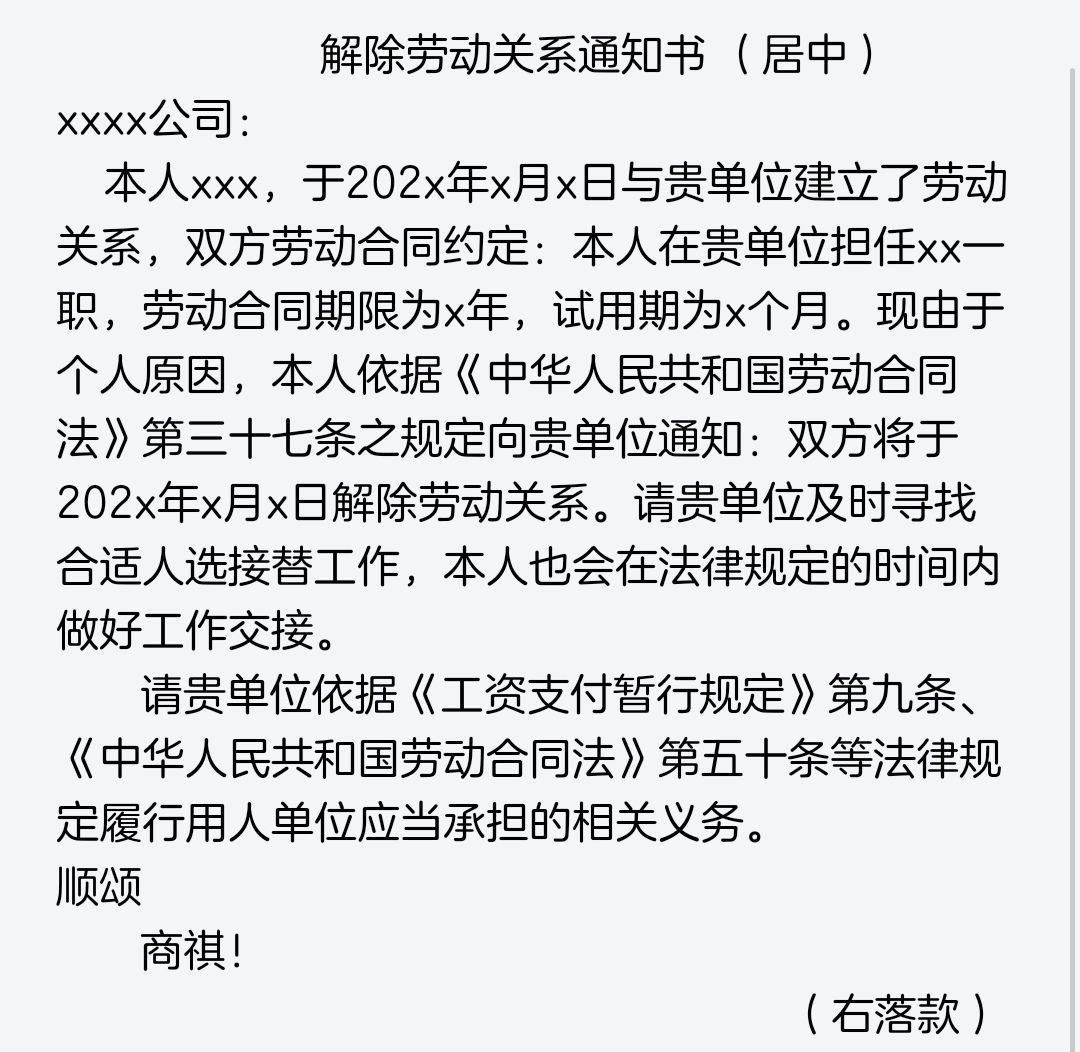 解除劳动关系通知书（居中）
xxxx公司：
本人xxx，于202x年x月x日与贵单位建立了劳动
关系，双方劳动合同约定：本人在贵单位担任xx一
职，劳动合同期限为x年，试用期为x个月。现由于
个人原因，本人依据《中华人民共和国劳动合同
法》第三十七条之规定向贵单位通知：双方将于
202x年x月x日解除劳动关系。请贵单位及时寻找
合适人选接替工作，本人也会在法律规定的时间内
做好工作交接。
请贵单位依据《工资支付暂行规定》第九条、
《中华人民共和国劳动合同法》第五十条等法律规
定履行用人单位应当承担的相关义务。
顺颂
商祺！
（右落款）